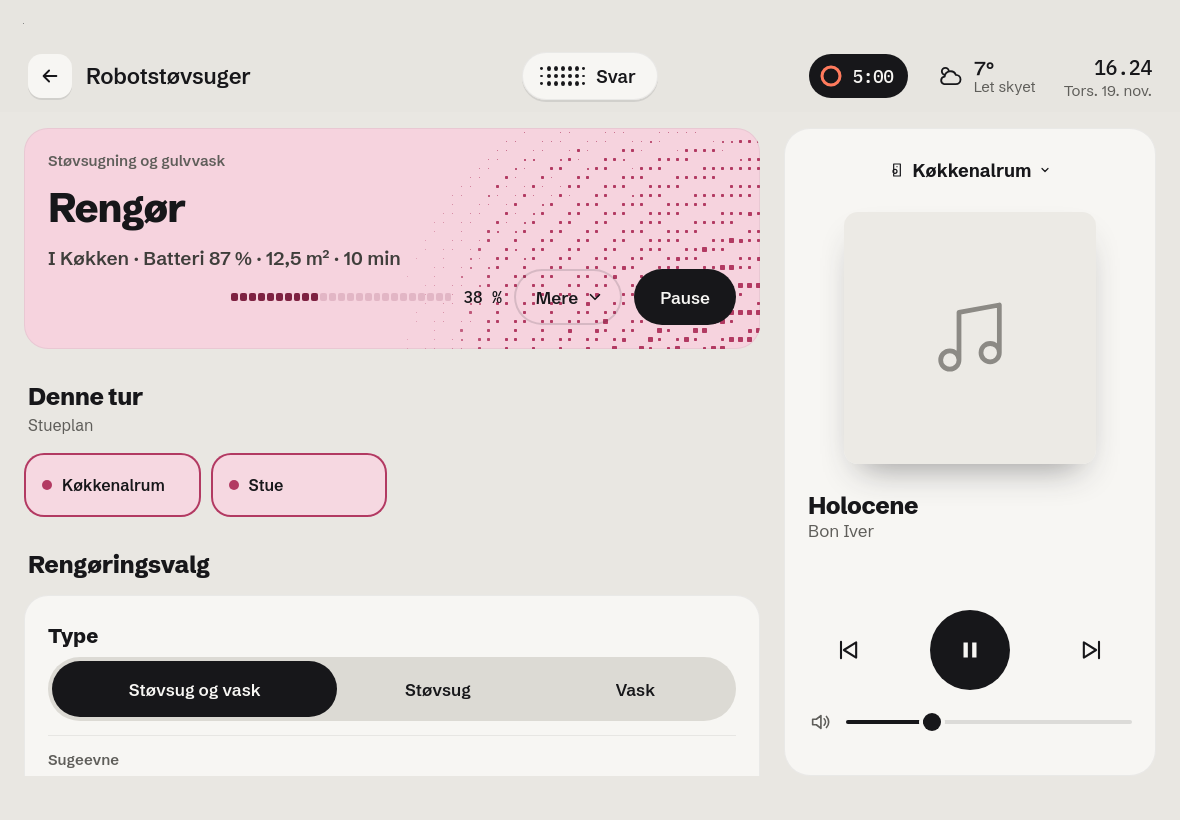 Robotstøvsuger
Svar
5:00
7°
Let skyet
16.24
Tors. 19. nov.
Støvsugning og gulvvask
Rengør
I Køkken · Batteri 87 % · 12,5 m² · 10 min
38 %
Mere
Pause
Denne tur
Stueplan
Køkkenalrum
Stue
Rengøringsvalg
Type
Støvsug og vask
Støvsug
Vask
Sugeevne
Køkkenalrum
Holocene
Bon Iver